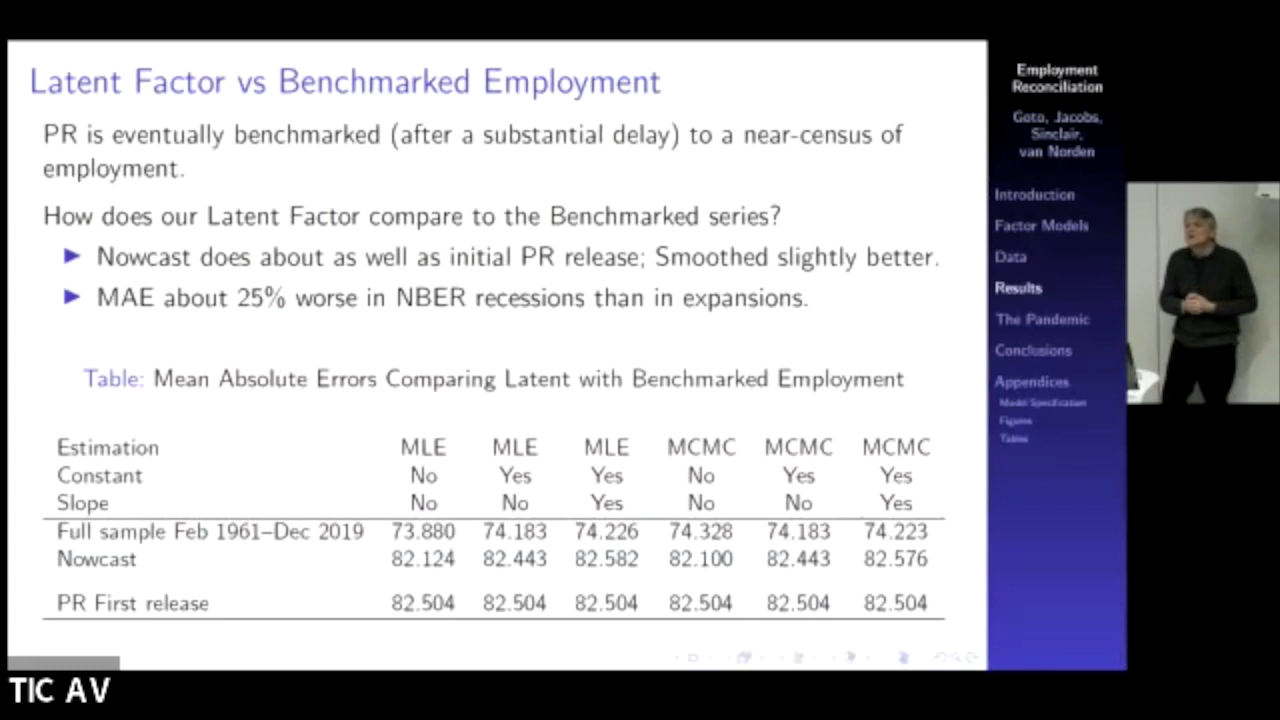 Latent Factor vs Benchmarked Employment
PR is eventually benchmarked (after a substantial delay) to a near-census of
employment.
How does our Latent Factor compare to the Benchmarked series?
Nowcast does about as well as initial PR release; Smoothed slightly better.
MAE about 25% worse in NBER recessions than in expansions.
Table: Mean Absolute Errors Comparing Latent with Benchmarked Employment
Estimation MLE MLE MLE MCMC MCMC MCMC
Constant No Yes Yes No Yes Yes
Slope No No Yes No No Yes
Full sample Feb 1961–Dec 2019 73.880 74.183 74.226 74.328 74.183 74.223
Nowcast 82.124 82.443 82.582 82.100 82.443 82.576
PR First release 82.504 82.504 82.504 82.504 82.504 82.504
Employment
Reconciliation
Goto, Jacobs,
Sinclair,
van Norden
Introduction
Factor Models
Data
Results
The Pandemic
Conclusions
Appendices
Model Specification
Figures
Tables
TIC AV